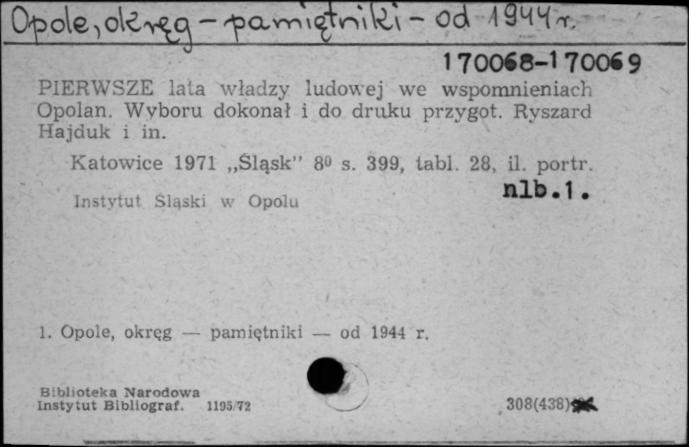 Opole, okręg – pamiętniki – od 1944 r.
170068-170069
PIERWSZE lata władzy ludowej we wspomnieniach
Opolan. Wyboru dokonał i do druku przygot. Ryszard
Hajduk i in.
Katowice 1971 „Śląsk" 8⁰ s. 399, tabl. 28, il. portr.
nlb.1.
Instytut Śląski w Opolu
1. Opole, okręg — pamiętniki — od 1944 r.
Biblioteka Narodowa
Instytut Bibliograf. 1195/72
308(438)